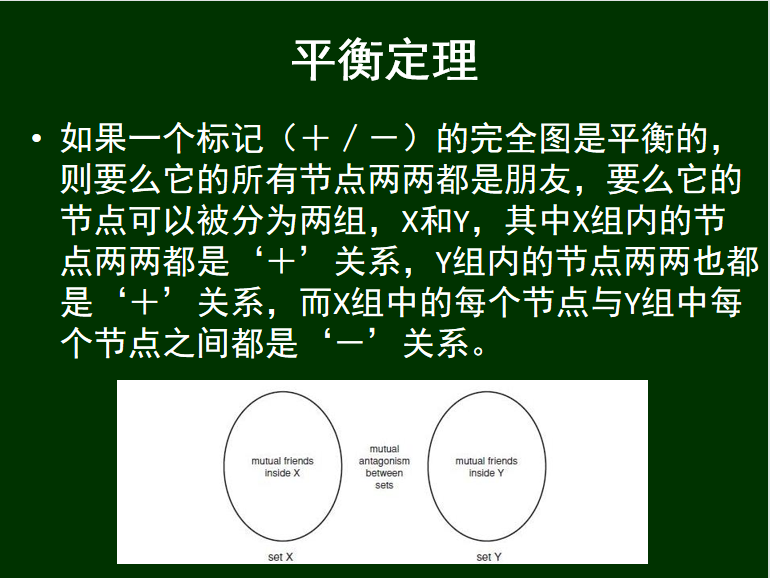 平衡定理
• 如果一个标记（＋／－）的完全图是平衡的，
则要么它的所有节点两两都是朋友，要么它的
节点可以被分为两组，X和Y，其中X组内的节
点两两都是‘＋’关系，Y组内的节点两两也都
是‘＋’关系，而X组中的每个节点与Y组中每
个节点之间都是‘－’关系。
mutual friends
inside X
mutual
antagonism
between
sets
mutual friends
inside Y
set X
set Y